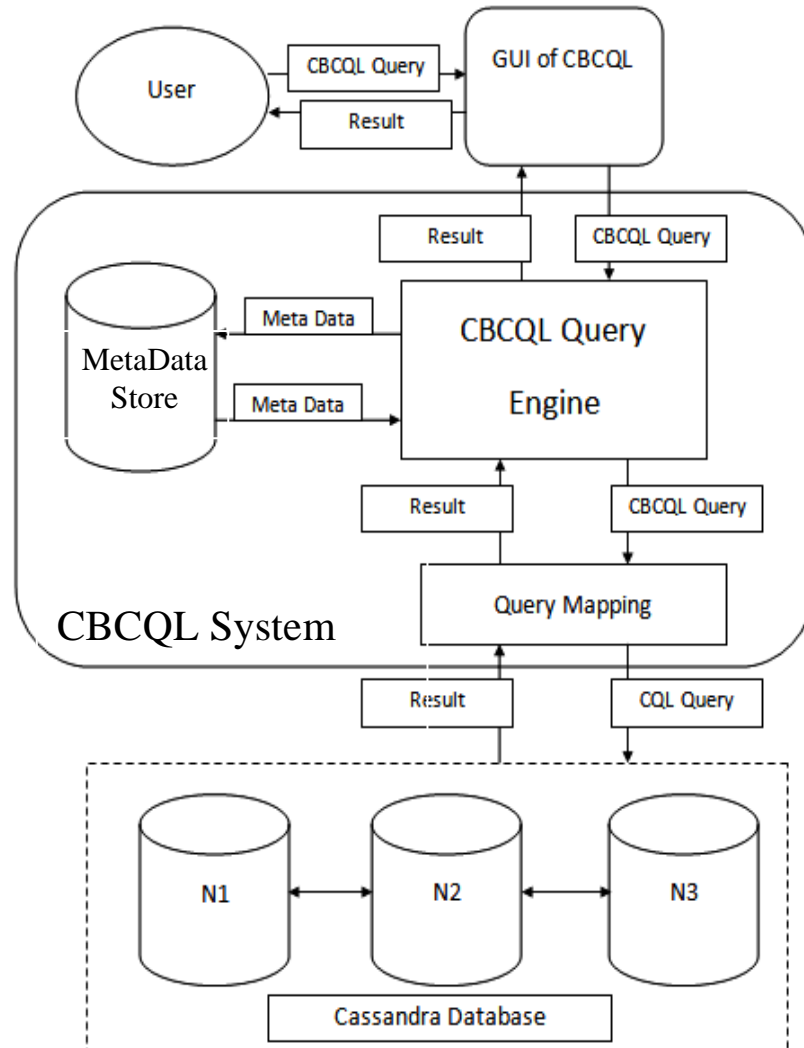 User
CBCQL Query
Result
GUI of CBCQL
Result
CBCQL Query
MetaData
Store
Meta Data
Meta Data
CBCQL Query
Engine
Result
CBCQL Query
Query Mapping
CBCQL System
Result
CQL Query
N1
N2
N3
Cassandra Database